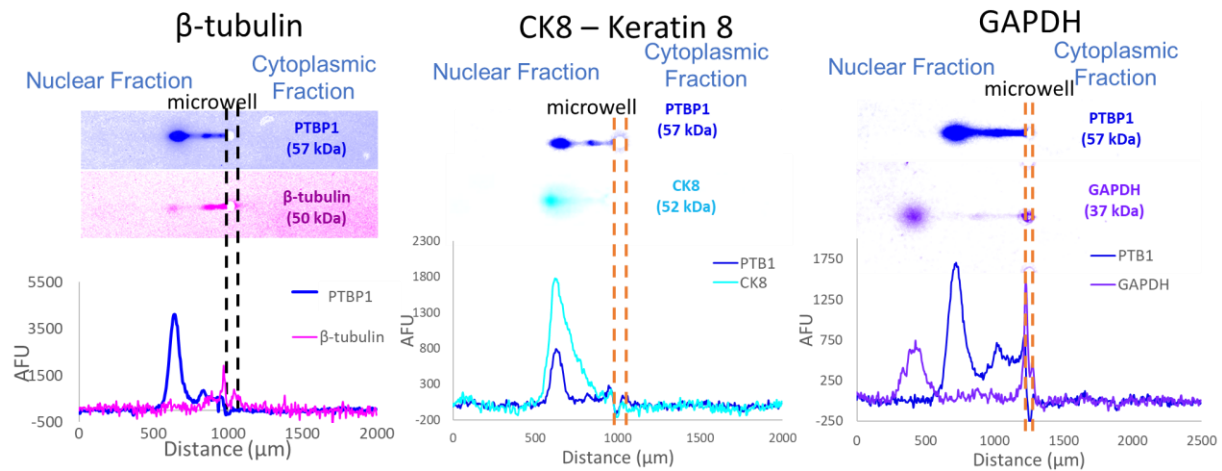 β-tubulin
Nuclear Fraction
Cytoplasmic
Fraction
microwell
PTBP1
(57 kDa)
β-tubulin
(50 kDa)
5500
3500
1500
-500
AFU
PTBP1
β-tubulin
0
500
1000
1500
2000
Distance (µm)
CK8 – Keratin 8
Nuclear Fraction
Cytoplasmic
Fraction
microwell
PTBP1
(57 kDa)
CK8
(52 kDa)
2300
1800
1300
800
300
-200
AFU
PTB1
CK8
0
500
1000
1500
2000
Distance (µm)
GAPDH
Nuclear Fraction
Cytoplasmic
Fraction
microwell
PTBP1
(57 kDa)
GAPDH
(37 kDa)
1750
1250
750
250
-250
AFU
PTB1
GAPDH
0
500
1000
1500
2000
2500
Distance (µm)